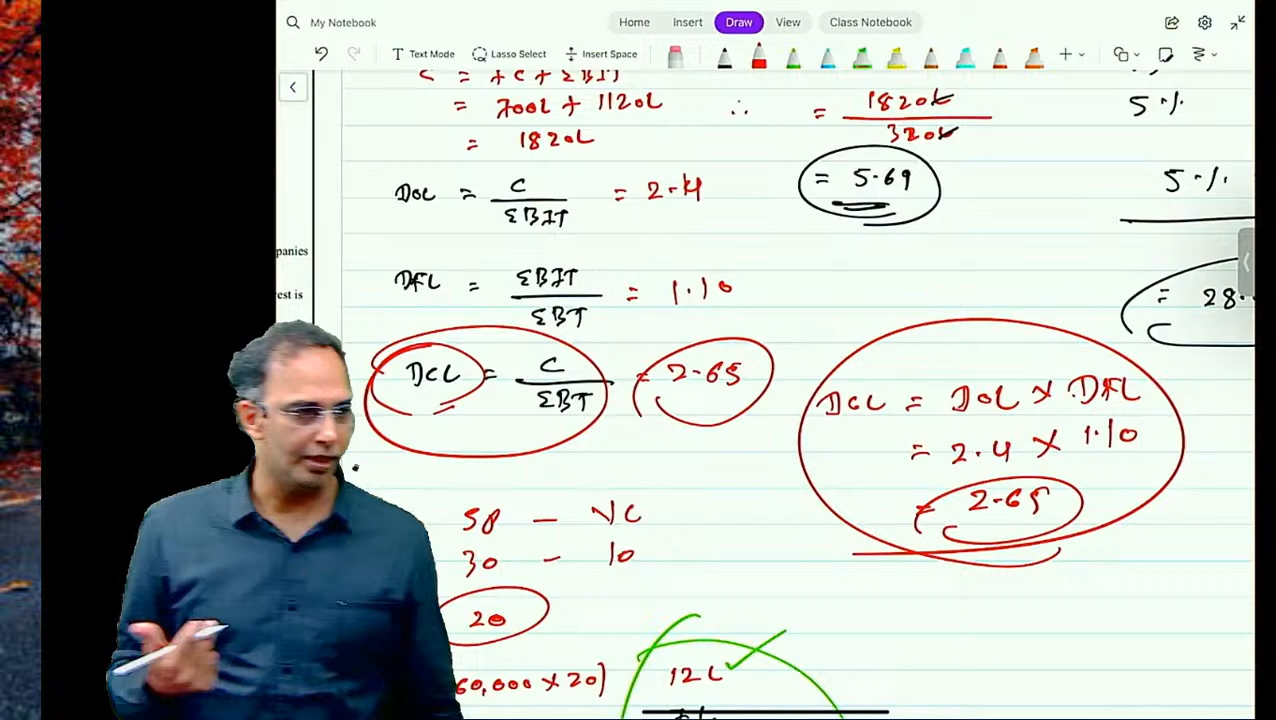 My Notebook
Home Insert Draw View Class Notebook
T Text Mode Lasso Select Insert Space
C = FC + EBIT
= 700L + 1120L ∴ = 1820L / 320L 5%
= 1820L
DOL = C / EBIT = 2.4 = 5.69 5%
panies
DFL = EBIT / EBT = 1.10
est is
= 28.
DCL = C / EBT = 2.65
DCL = DOL × DFL
= 2.4 × 1.10
= 2.65
SP — VC
30 — 10
20
60,000 × 20)
12L